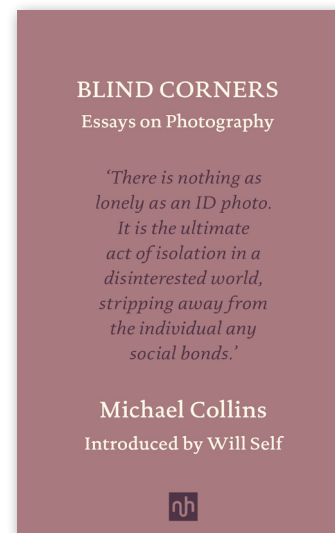 BLIND CORNERS
Essays on Photography
‘There is nothing as
lonely as an ID photo.
It is the ultimate
act of isolation in a
disinterested world,
stripping away from
the individual any
social bonds.’
Michael Collins
Introduced by Will Self
nh